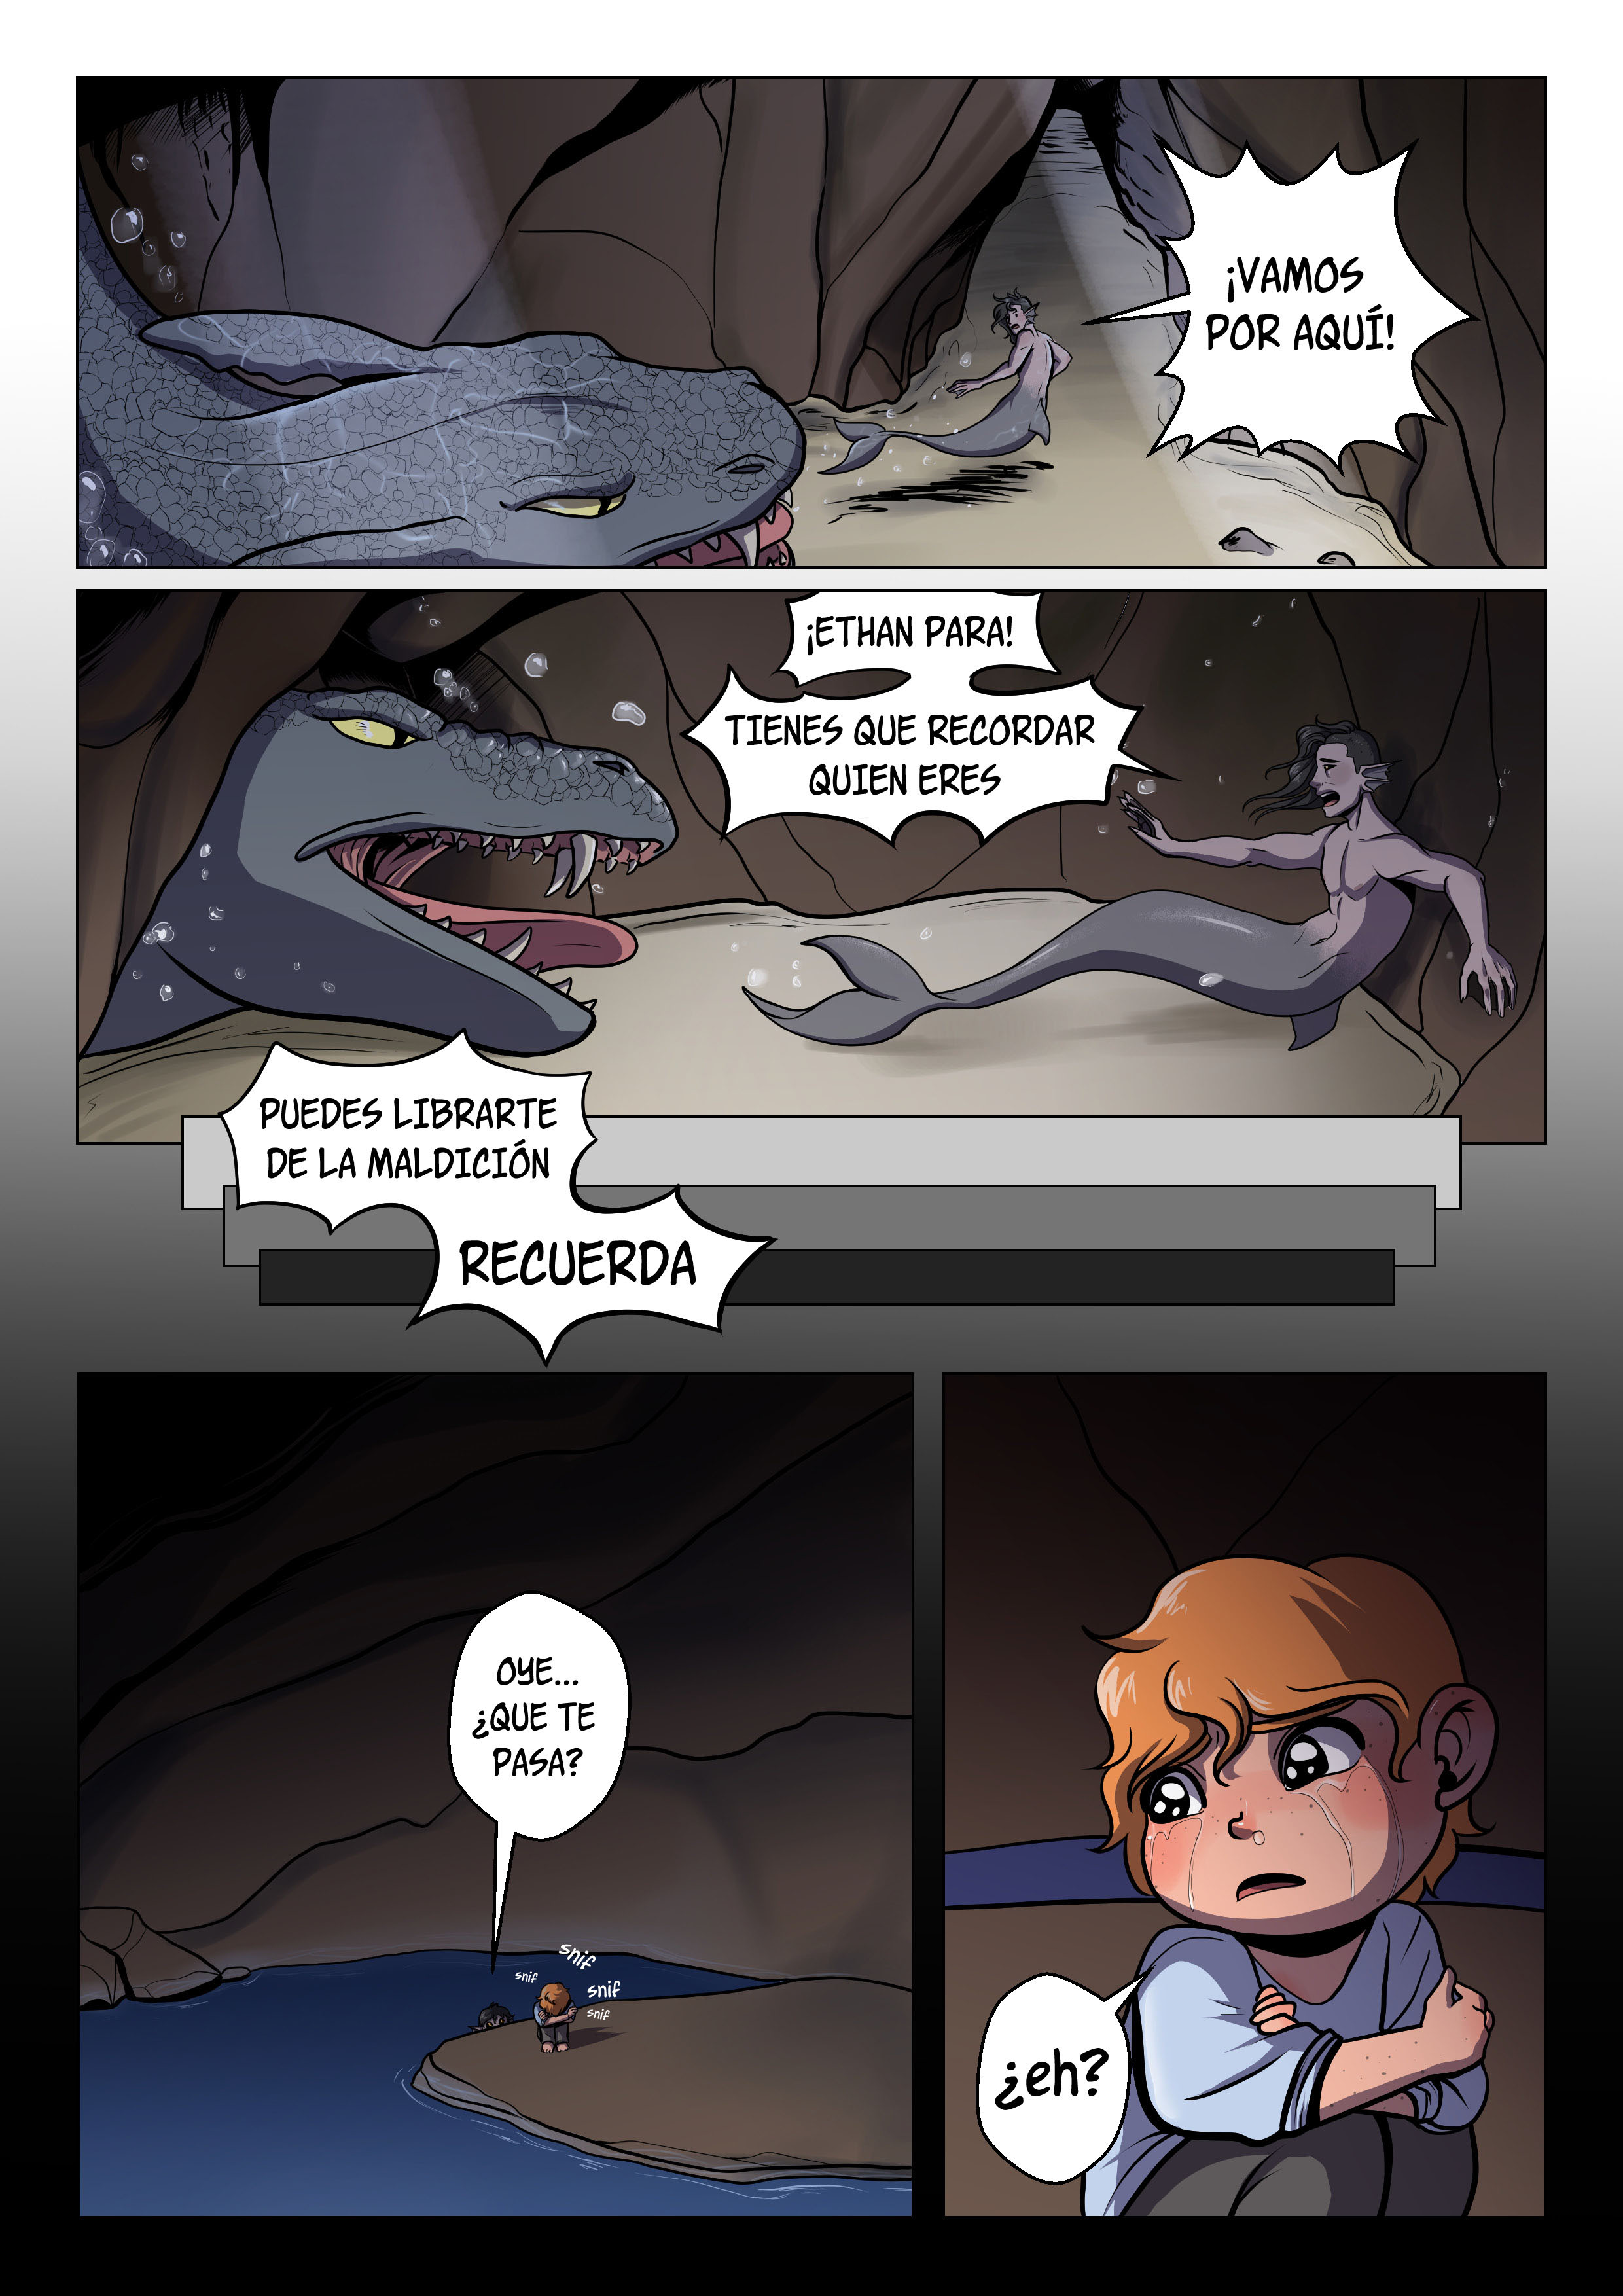 ¡VAMOS
POR AQUÍ!
¡ETHAN PARA!
TIENES QUE RECORDAR
QUIEN ERES
PUEDES LIBRARTE
DE LA MALDICIÓN
RECUERDA
OYE...
¿QUE TE
PASA?
snif
snif
snif
snif
¿eh?